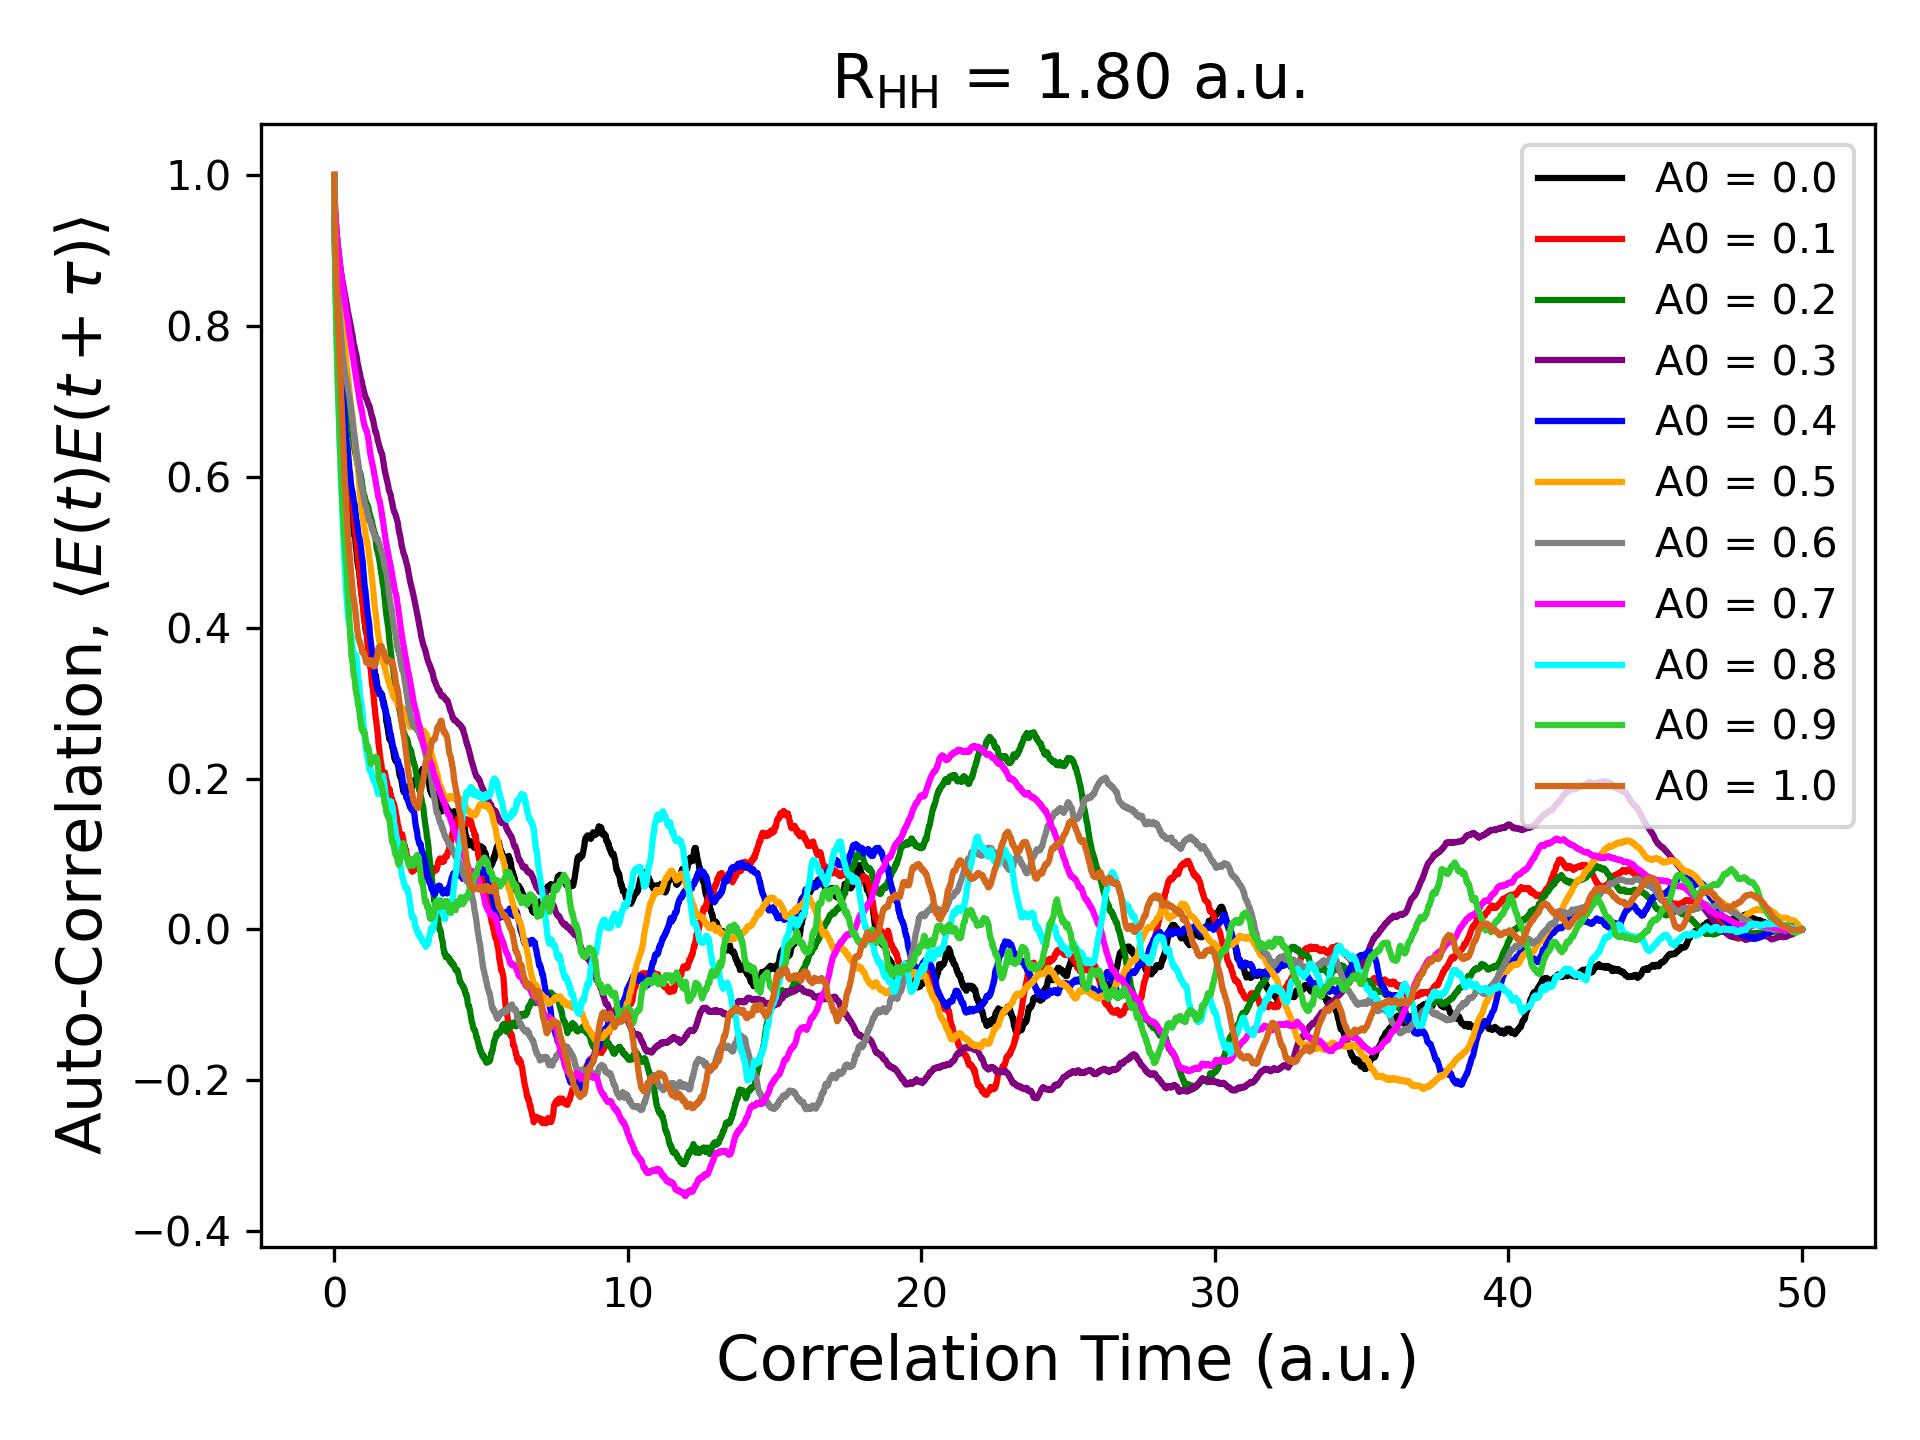 R_HH = 1.80 a.u.
Auto-Correlation, ⟨E(t)E(t + τ)⟩
1.0
0.8
0.6
0.4
0.2
0.0
−0.2
−0.4
A0 = 0.0
A0 = 0.1
A0 = 0.2
A0 = 0.3
A0 = 0.4
A0 = 0.5
A0 = 0.6
A0 = 0.7
A0 = 0.8
A0 = 0.9
A0 = 1.0
0 10 20 30 40 50
Correlation Time (a.u.)